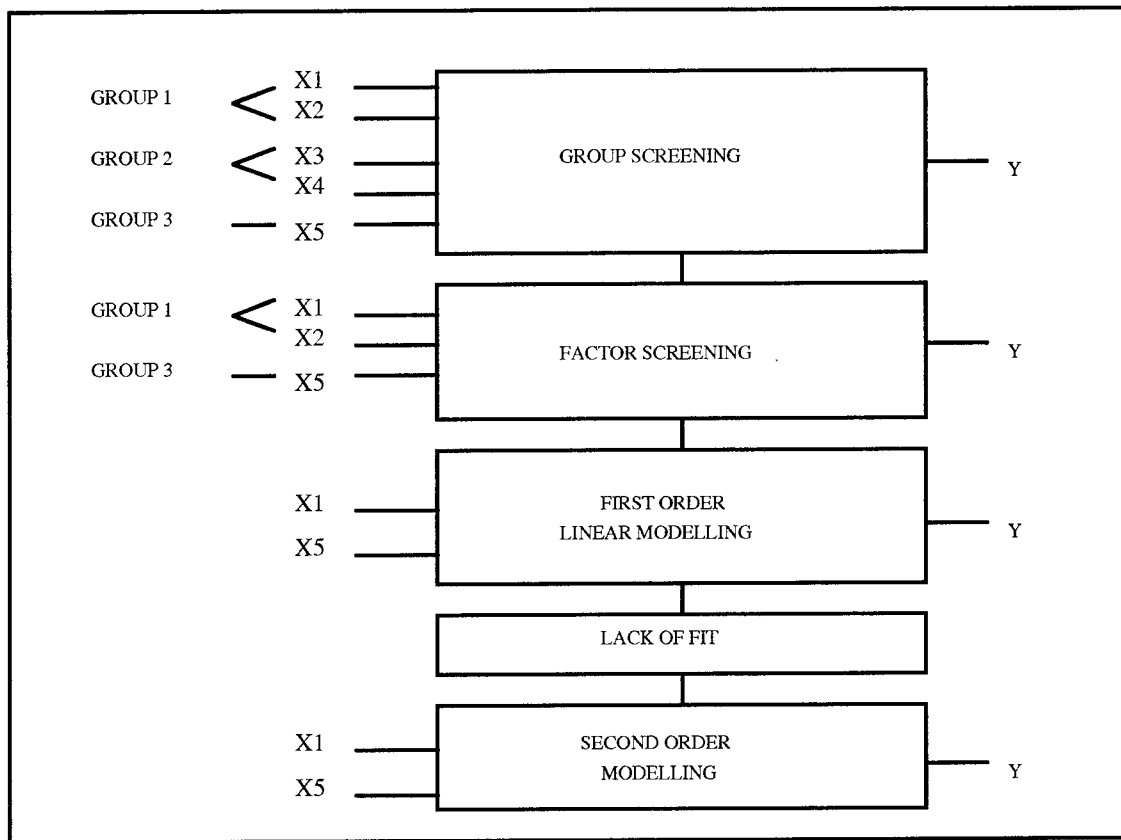 GROUP 1
X1
X2
GROUP 2
X3
X4
GROUP 3
X5
GROUP SCREENING
Y
GROUP 1
X1
X2
GROUP 3
X5
FACTOR SCREENING
Y
X1
X5
FIRST ORDER
LINEAR MODELLING
Y
LACK OF FIT
X1
X5
SECOND ORDER
MODELLING
Y